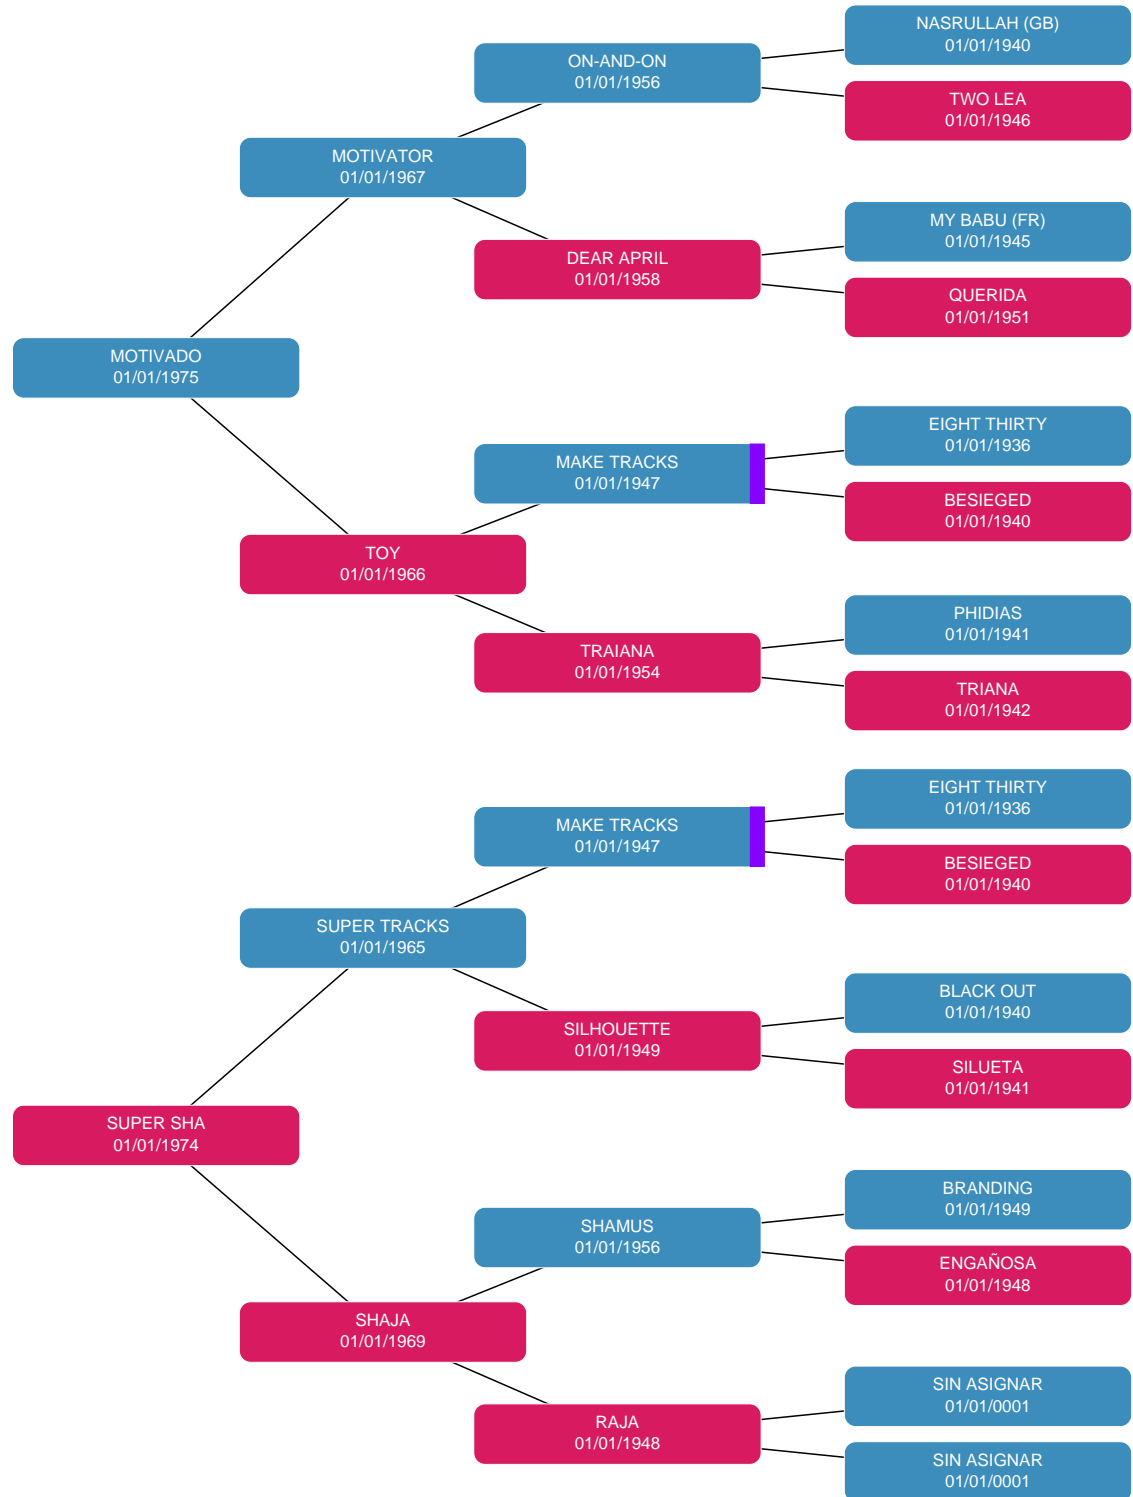 NASRULLAH (GB)
01/01/1940
ON-AND-ON
01/01/1956
TWO LEA
01/01/1946
MOTIVATOR
01/01/1967
MY BABU (FR)
01/01/1945
DEAR APRIL
01/01/1958
QUERIDA
01/01/1951
MOTIVADO
01/01/1975
EIGHT THIRTY
01/01/1936
MAKE TRACKS
01/01/1947
BESIEGED
01/01/1940
TOY
01/01/1966
PHIDIAS
01/01/1941
TRAIANA
01/01/1954
TRIANA
01/01/1942
EIGHT THIRTY
01/01/1936
MAKE TRACKS
01/01/1947
BESIEGED
01/01/1940
SUPER TRACKS
01/01/1965
BLACK OUT
01/01/1940
SILHOUETTE
01/01/1949
SILUETA
01/01/1941
SUPER SHA
01/01/1974
BRANDING
01/01/1949
SHAMUS
01/01/1956
ENGAÑOSA
01/01/1948
SHAJA
01/01/1969
SIN ASIGNAR
01/01/0001
RAJA
01/01/1948
SIN ASIGNAR
01/01/0001